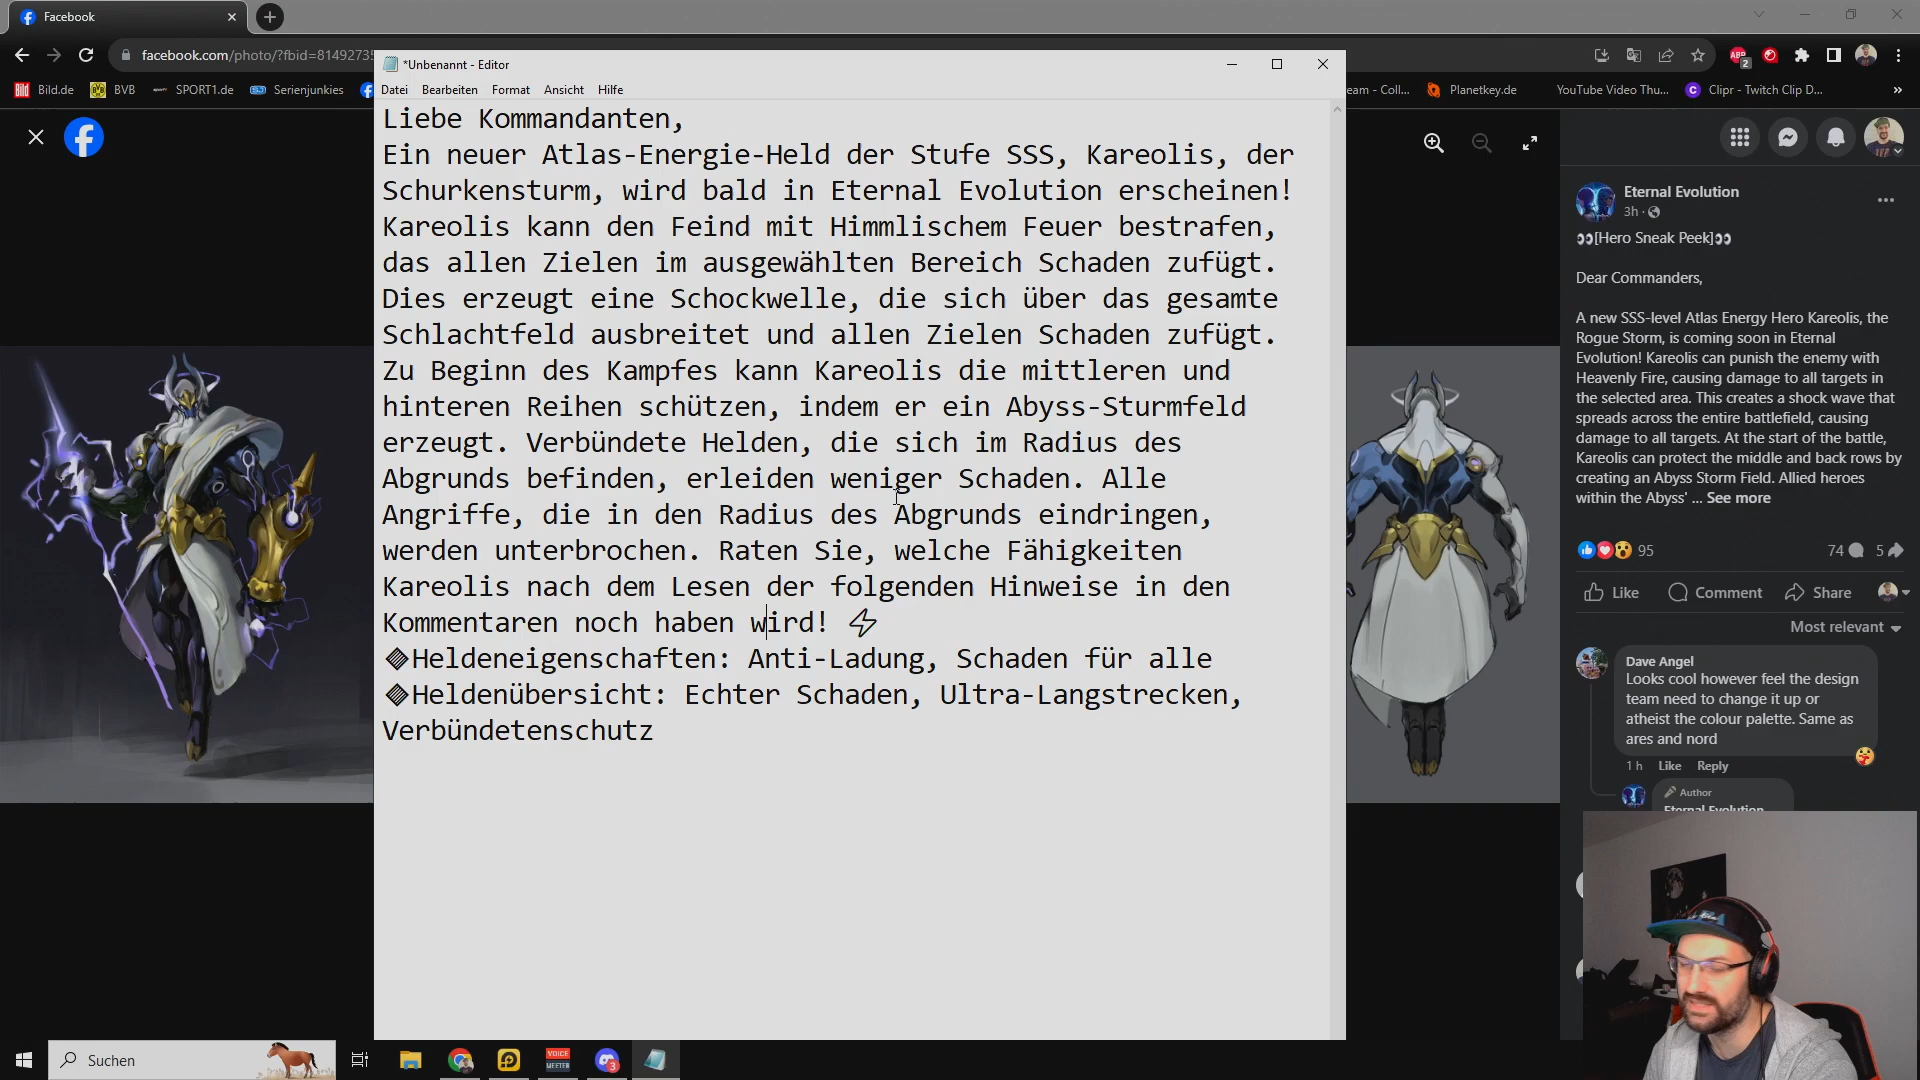 Facebook
facebook.com/photo/?fbid=81492735
Bild.de
BVB
SPORT1.de
Serienjunkies
eam - Coll...
Planetkey.de
YouTube Video Thu...
Clipr - Twitch Clip D...
»
*Unbenannt - Editor
Datei Bearbeiten Format Ansicht Hilfe
Liebe Kommandanten,
Ein neuer Atlas-Energie-Held der Stufe SSS, Kareolis, der
Schurkensturm, wird bald in Eternal Evolution erscheinen!
Kareolis kann den Feind mit Himmlischem Feuer bestrafen,
das allen Zielen im ausgewählten Bereich Schaden zufügt.
Dies erzeugt eine Schockwelle, die sich über das gesamte
Schlachtfeld ausbreitet und allen Zielen Schaden zufügt.
Zu Beginn des Kampfes kann Kareolis die mittleren und
hinteren Reihen schützen, indem er ein Abyss-Sturmfeld
erzeugt. Verbündete Helden, die sich im Radius des
Abgrunds befinden, erleiden weniger Schaden. Alle
Angriffe, die in den Radius des Abgrunds eindringen,
werden unterbrochen. Raten Sie, welche Fähigkeiten
Kareolis nach dem Lesen der folgenden Hinweise in den
Kommentaren noch haben wird! ⚡
Heldeneigenschaften: Anti-Ladung, Schaden für alle
Heldenübersicht: Echter Schaden, Ultra-Langstrecken,
Verbündetenschutz
Eternal Evolution
3h ·
👀[Hero Sneak Peek]👀
Dear Commanders,
A new SSS-level Atlas Energy Hero Kareolis, the
Rogue Storm, is coming soon in Eternal
Evolution! Kareolis can punish the enemy with
Heavenly Fire, causing damage to all targets in
the selected area. This creates a shock wave that
spreads across the entire battlefield, causing
damage to all targets. At the start of the battle,
Kareolis can protect the middle and back rows by
creating an Abyss Storm Field. Allied heroes
within the Abyss' ... See more
95 74 5
Like Comment Share
Most relevant
Dave Angel
Looks cool however feel the design
team need to change it up or
atheist the colour palette. Same as
ares and nord
1 h Like Reply
Author
Eternal Evolution
Suchen
VOICE
MEETER
3
ABP
2